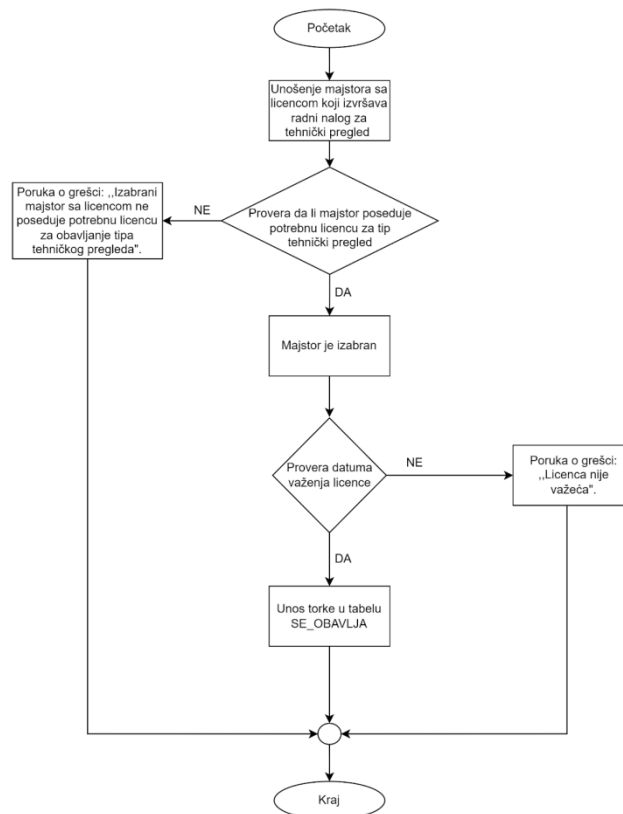 Početak
Unošenje majstora sa
licencom koji izvršava
radni nalog za
tehnički pregled
Poruka o grešci: ,,Izabrani
majstor sa licencom ne
poseduje potrebnu licencu
za obavljanje tipa
tehničkog pregleda".
NE
Provera da li majstor poseduje
potrebnu licencu za tip
tehnički pregled
DA
Majstor je izabran
Provera datuma
važenja licence
NE
Poruka o grešci:
,,Licenca nije
važeća".
DA
Unos torke u tabelu
SE_OBAVLJA
Kraj